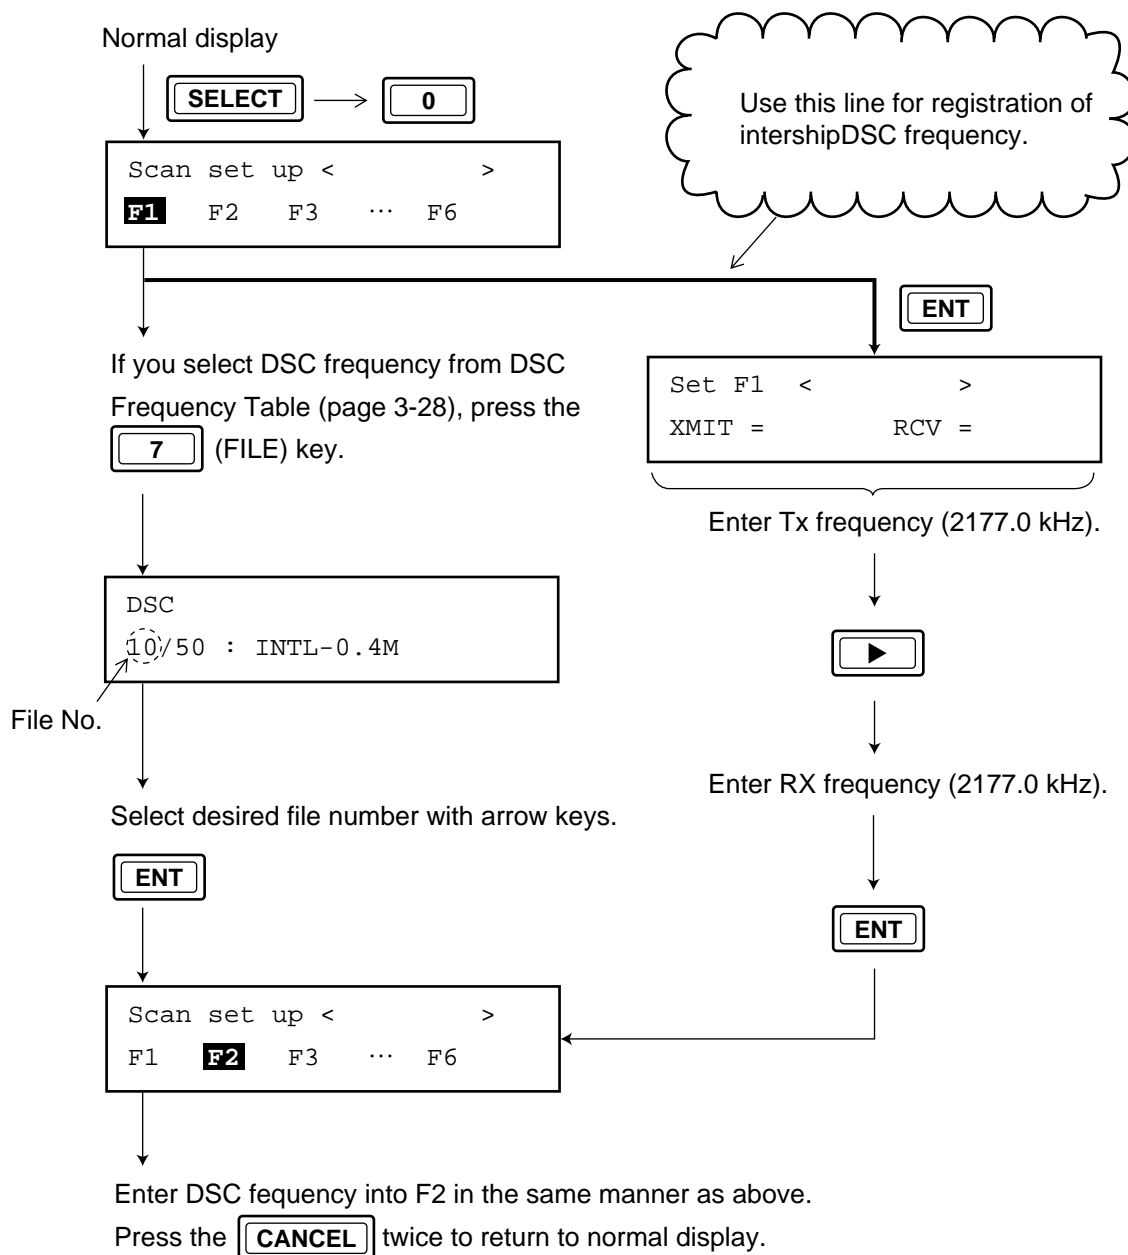 Normal display
SELECT → 0
Use this line for registration of
intershipDSC frequency.
Scan set up < >
F1 F2 F3 ··· F6
ENT
If you select DSC frequency from DSC
Frequency Table (page 3-28), press the
7 (FILE) key.
Set F1 < >
XMIT = RCV =
Enter Tx frequency (2177.0 kHz).
DSC
10/50 : INTL-0.4M
File No.
▶
Enter RX frequency (2177.0 kHz).
Select desired file number with arrow keys.
ENT
ENT
Scan set up < >
F1 F2 F3 ··· F6
Enter DSC fequency into F2 in the same manner as above.
Press the CANCEL twice to return to normal display.